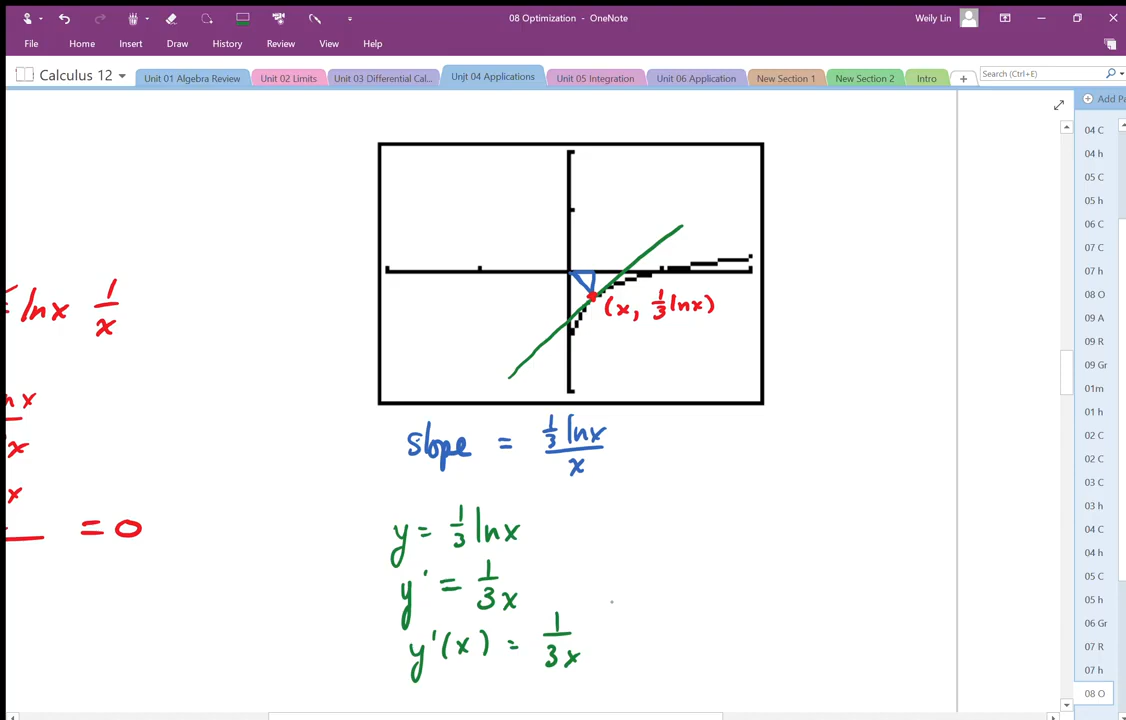 08 Optimization - OneNote
Weily Lin
File Home Insert Draw History Review View Help
Calculus 12
Unit 01 Algebra Review
Unit 02 Limits
Unit 03 Differential Cal...
Unit 04 Applications
Unit 05 Integration
Unit 06 Application
New Section 1
New Section 2
Intro
+
Search (Ctrl+E)
Add Pa
04 C
04 h
05 C
05 h
06 C
07 C
07 h
08 O
09 A
09 R
09 Gr
01m
01 h
02 C
02 C
03 C
03 h
04 C
04 h
05 C
05 h
06 Gr
07 R
07 h
08 O
ln x 1/x
x
x
x
= 0
(x, 1/3 ln x)
slope = (1/3 ln x)/x
y = 1/3 ln x
y' = 1/3x
y'(x) = 1/3x